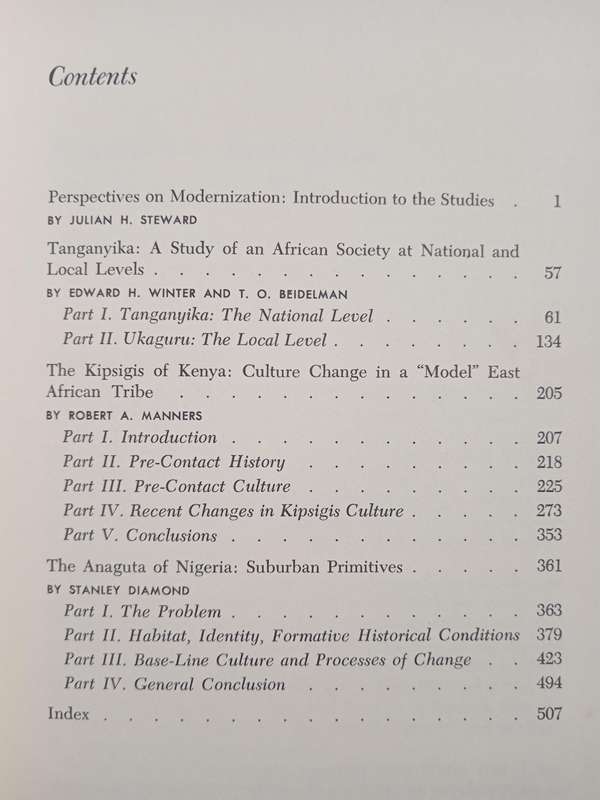 Contents
Perspectives on Modernization: Introduction to the Studies . 1
BY JULIAN H. STEWARD
Tanganyika: A Study of an African Society at National and
Local Levels . . . . . . . . . . . . . . . 57
BY EDWARD H. WINTER AND T. O. BEIDELMAN
Part I. Tanganyika: The National Level . . . . . . 61
Part II. Ukaguru: The Local Level . . . . . . . . 134
The Kipsigis of Kenya: Culture Change in a “Model” East
African Tribe . . . . . . . . . . . . . . 205
BY ROBERT A. MANNERS
Part I. Introduction . . . . . . . . . . . . 207
Part II. Pre-Contact History . . . . . . . . . 218
Part III. Pre-Contact Culture . . . . . . . . . 225
Part IV. Recent Changes in Kipsigis Culture . . . . . 273
Part V. Conclusions . . . . . . . . . . . . 353
The Anaguta of Nigeria: Suburban Primitives . . . . . 361
BY STANLEY DIAMOND
Part I. The Problem . . . . . . . . . . . . 363
Part II. Habitat, Identity, Formative Historical Conditions 379
Part III. Base-Line Culture and Processes of Change . . 423
Part IV. General Conclusion . . . . . . . . . 494
Index . . . . . . . . . . . . . . . . . 507